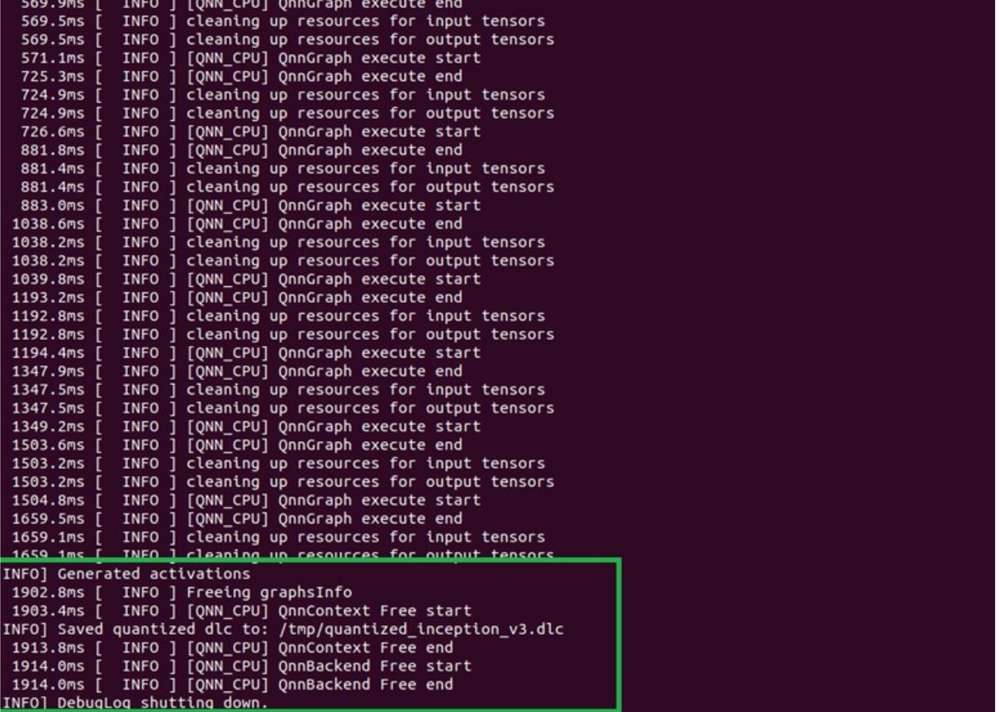 569.9ms [  INFO ] [QNN_CPU] QnnGraph execute end
569.5ms [  INFO ] cleaning up resources for input tensors
569.5ms [  INFO ] cleaning up resources for output tensors
571.1ms [  INFO ] [QNN_CPU] QnnGraph execute start
725.3ms [  INFO ] [QNN_CPU] QnnGraph execute end
724.9ms [  INFO ] cleaning up resources for input tensors
724.9ms [  INFO ] cleaning up resources for output tensors
726.6ms [  INFO ] [QNN_CPU] QnnGraph execute start
881.8ms [  INFO ] [QNN_CPU] QnnGraph execute end
881.4ms [  INFO ] cleaning up resources for input tensors
881.4ms [  INFO ] cleaning up resources for output tensors
883.0ms [  INFO ] [QNN_CPU] QnnGraph execute start
1038.6ms [  INFO ] [QNN_CPU] QnnGraph execute end
1038.2ms [  INFO ] cleaning up resources for input tensors
1038.2ms [  INFO ] cleaning up resources for output tensors
1039.8ms [  INFO ] [QNN_CPU] QnnGraph execute start
1193.2ms [  INFO ] [QNN_CPU] QnnGraph execute end
1192.8ms [  INFO ] cleaning up resources for input tensors
1192.8ms [  INFO ] cleaning up resources for output tensors
1194.4ms [  INFO ] [QNN_CPU] QnnGraph execute start
1347.9ms [  INFO ] [QNN_CPU] QnnGraph execute end
1347.5ms [  INFO ] cleaning up resources for input tensors
1347.5ms [  INFO ] cleaning up resources for output tensors
1349.2ms [  INFO ] [QNN_CPU] QnnGraph execute start
1503.6ms [  INFO ] [QNN_CPU] QnnGraph execute end
1503.2ms [  INFO ] cleaning up resources for input tensors
1503.2ms [  INFO ] cleaning up resources for output tensors
1504.8ms [  INFO ] [QNN_CPU] QnnGraph execute start
1659.5ms [  INFO ] [QNN_CPU] QnnGraph execute end
1659.1ms [  INFO ] cleaning up resources for input tensors
1659.1ms [  INFO ] cleaning up resources for output tensors
INFO] Generated activations
1902.8ms [  INFO ] Freeing graphsInfo
1903.4ms [  INFO ] [QNN_CPU] QnnContext Free start
INFO] Saved quantized dlc to: /tmp/quantized_inception_v3.dlc
1913.8ms [  INFO ] [QNN_CPU] QnnContext Free end
1914.0ms [  INFO ] [QNN_CPU] QnnBackend Free start
1914.0ms [  INFO ] [QNN_CPU] QnnBackend Free end
INFO] DebugLog shutting down.